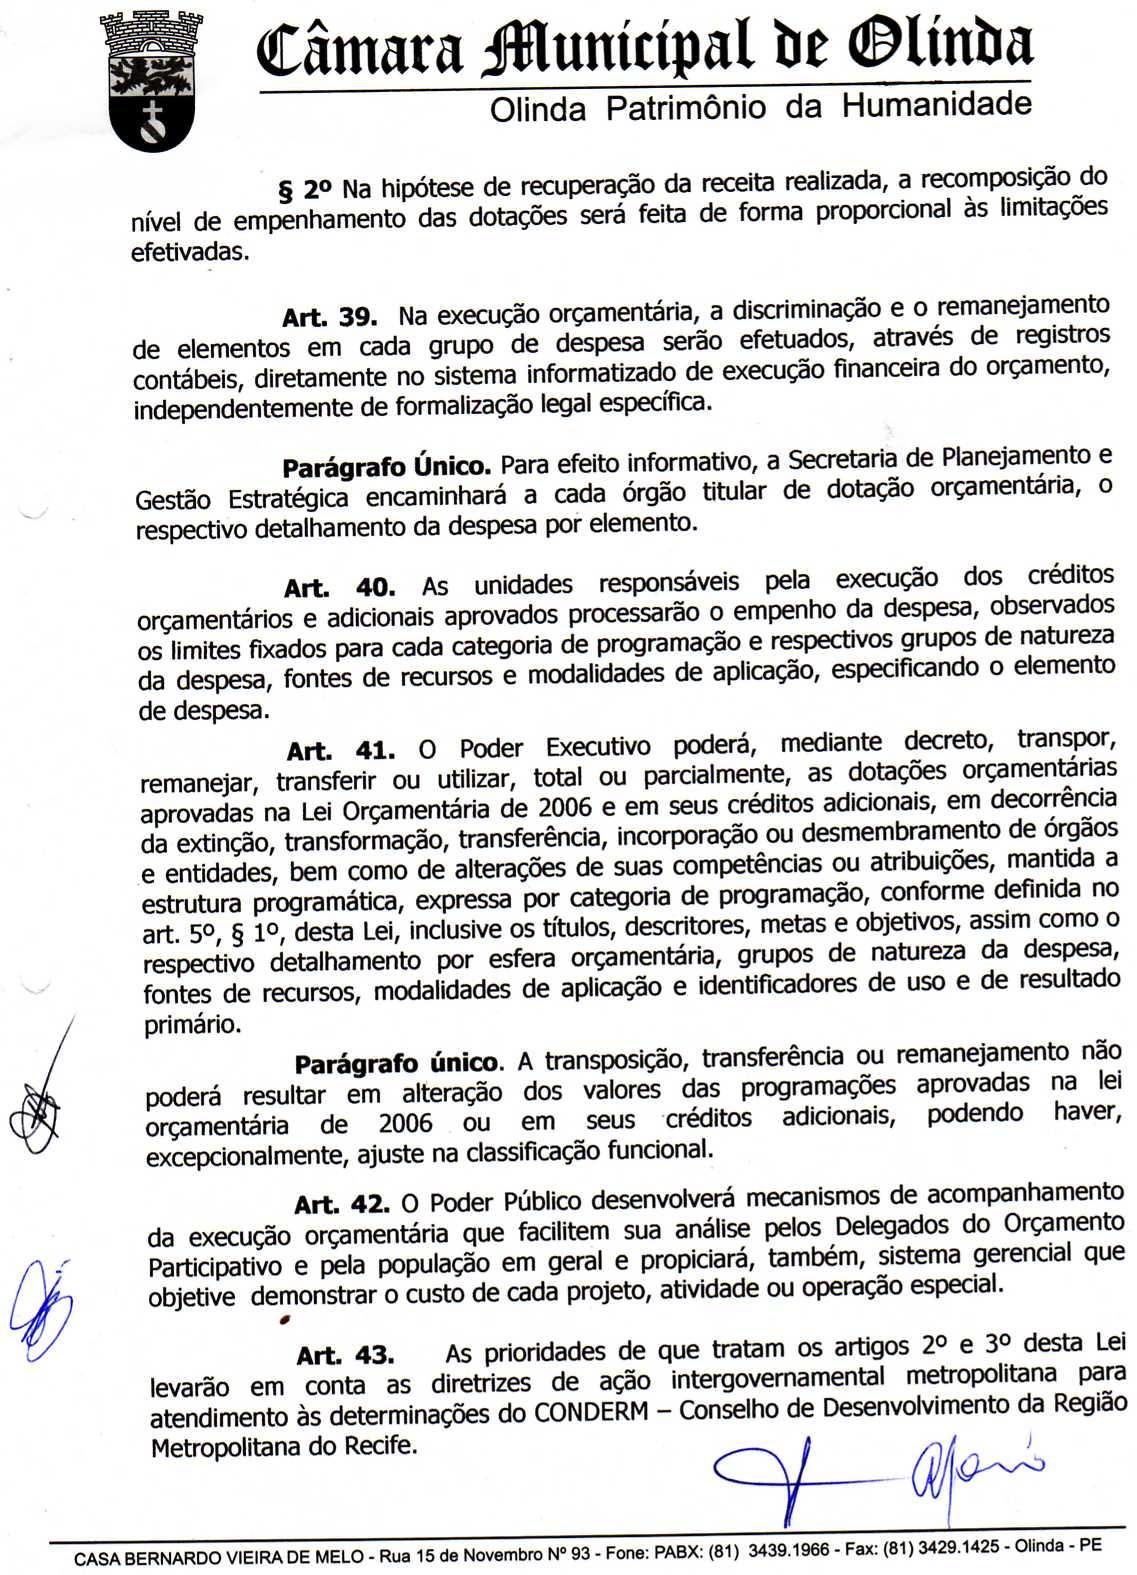 Câmara Municipal de Olinda
Olinda Patrimônio da Humanidade
§ 2º Na hipótese de recuperação da receita realizada, a recomposição do
nível de empenhamento das dotações será feita de forma proporcional às limitações
efetivadas.
Art. 39. Na execução orçamentária, a discriminação e o remanejamento
de elementos em cada grupo de despesa serão efetuados, através de registros
contábeis, diretamente no sistema informatizado de execução financeira do orçamento,
independentemente de formalização legal específica.
Parágrafo Único. Para efeito informativo, a Secretaria de Planejamento e
Gestão Estratégica encaminhará a cada órgão titular de dotação orçamentária, o
respectivo detalhamento da despesa por elemento.
Art. 40. As unidades responsáveis pela execução dos créditos
orçamentários e adicionais aprovados processarão o empenho da despesa, observados
os limites fixados para cada categoria de programação e respectivos grupos de natureza
da despesa, fontes de recursos e modalidades de aplicação, especificando o elemento
de despesa.
Art. 41. O Poder Executivo poderá, mediante decreto, transpor,
remanejar, transferir ou utilizar, total ou parcialmente, as dotações orçamentárias
aprovadas na Lei Orçamentária de 2006 e em seus créditos adicionais, em decorrência
da extinção, transformação, transferência, incorporação ou desmembramento de órgãos
e entidades, bem como de alterações de suas competências ou atribuições, mantida a
estrutura programática, expressa por categoria de programação, conforme definida no
art. 5º, § 1º, desta Lei, inclusive os títulos, descritores, metas e objetivos, assim como o
respectivo detalhamento por esfera orçamentária, grupos de natureza da despesa,
fontes de recursos, modalidades de aplicação e identificadores de uso e de resultado
primário.
Parágrafo único. A transposição, transferência ou remanejamento não
poderá resultar em alteração dos valores das programações aprovadas na lei
orçamentária de 2006 ou em seus créditos adicionais, podendo haver,
excepcionalmente, ajuste na classificação funcional.
Art. 42. O Poder Público desenvolverá mecanismos de acompanhamento
da execução orçamentária que facilitem sua análise pelos Delegados do Orçamento
Participativo e pela população em geral e propiciará, também, sistema gerencial que
objetive demonstrar o custo de cada projeto, atividade ou operação especial.
Art. 43. As prioridades de que tratam os artigos 2º e 3º desta Lei
levarão em conta as diretrizes de ação intergovernamental metropolitana para
atendimento às determinações do CONDERM – Conselho de Desenvolvimento da Região
Metropolitana do Recife.
CASA BERNARDO VIEIRA DE MELO - Rua 15 de Novembro Nº 93 - Fone: PABX: (81) 3439.1966 - Fax: (81) 3429.1425 - Olinda - PE